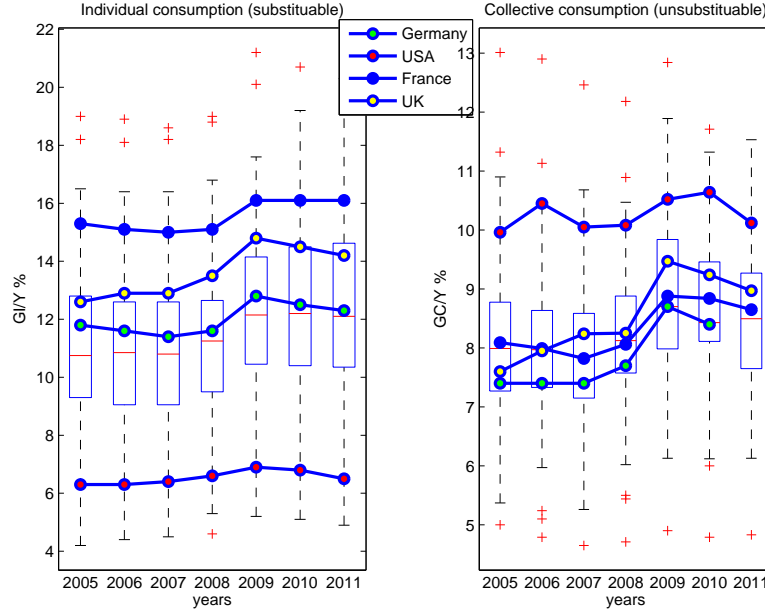 Individual consumption (substituable)
Collective consumption (unsubstituable)
Germany
USA
France
UK
GI/Y %
22
20
18
16
14
12
10
8
6
4
2005 2006 2007 2008 2009 2010 2011
years
GC/Y %
13
12
11
10
9
8
7
6
5
2005 2006 2007 2008 2009 2010 2011
years